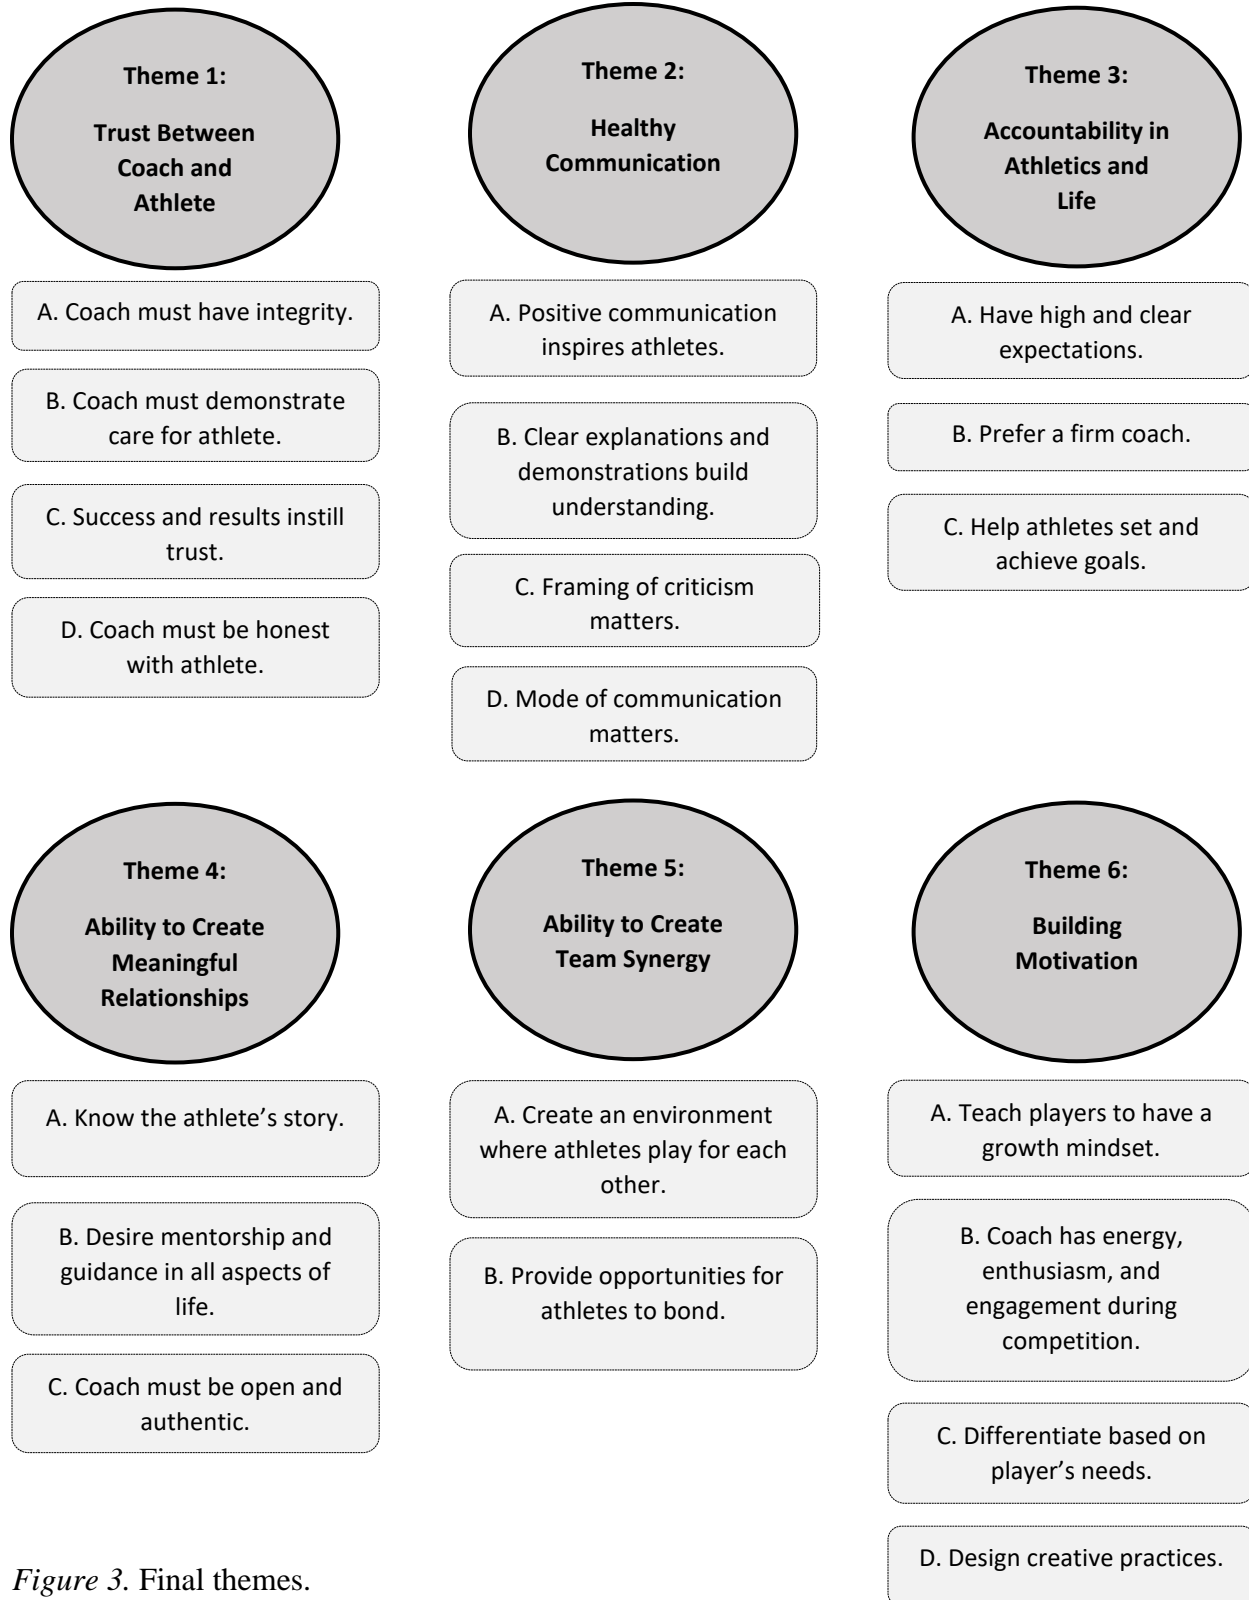 Theme 1:
Trust Between
Coach and
Athlete
A. Coach must have integrity.
B. Coach must demonstrate
care for athlete.
C. Success and results instill
trust.
D. Coach must be honest
with athlete.
Theme 2:
Healthy
Communication
A. Positive communication
inspires athletes.
B. Clear explanations and
demonstrations build
understanding.
C. Framing of criticism
matters.
D. Mode of communication
matters.
Theme 3:
Accountability in
Athletics and
Life
A. Have high and clear
expectations.
B. Prefer a firm coach.
C. Help athletes set and
achieve goals.
Theme 4:
Ability to Create
Meaningful
Relationships
A. Know the athlete’s story.
B. Desire mentorship and
guidance in all aspects of
life.
C. Coach must be open and
authentic.
Theme 5:
Ability to Create
Team Synergy
A. Create an environment
where athletes play for each
other.
B. Provide opportunities for
athletes to bond.
Theme 6:
Building
Motivation
A. Teach players to have a
growth mindset.
B. Coach has energy,
enthusiasm, and
engagement during
competition.
C. Differentiate based on
player’s needs.
D. Design creative practices.
Figure 3. Final themes.